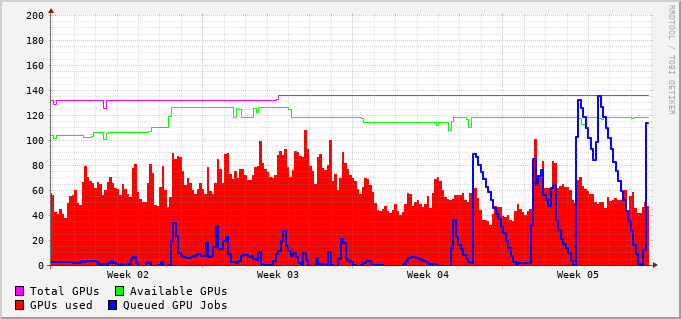 200
180
160
140
120
100
80
60
40
20
0
Week 02 Week 03 Week 04 Week 05
Total GPUs Available GPUs
GPUs used Queued GPU Jobs
RRDTOOL / TOBI OETIKER